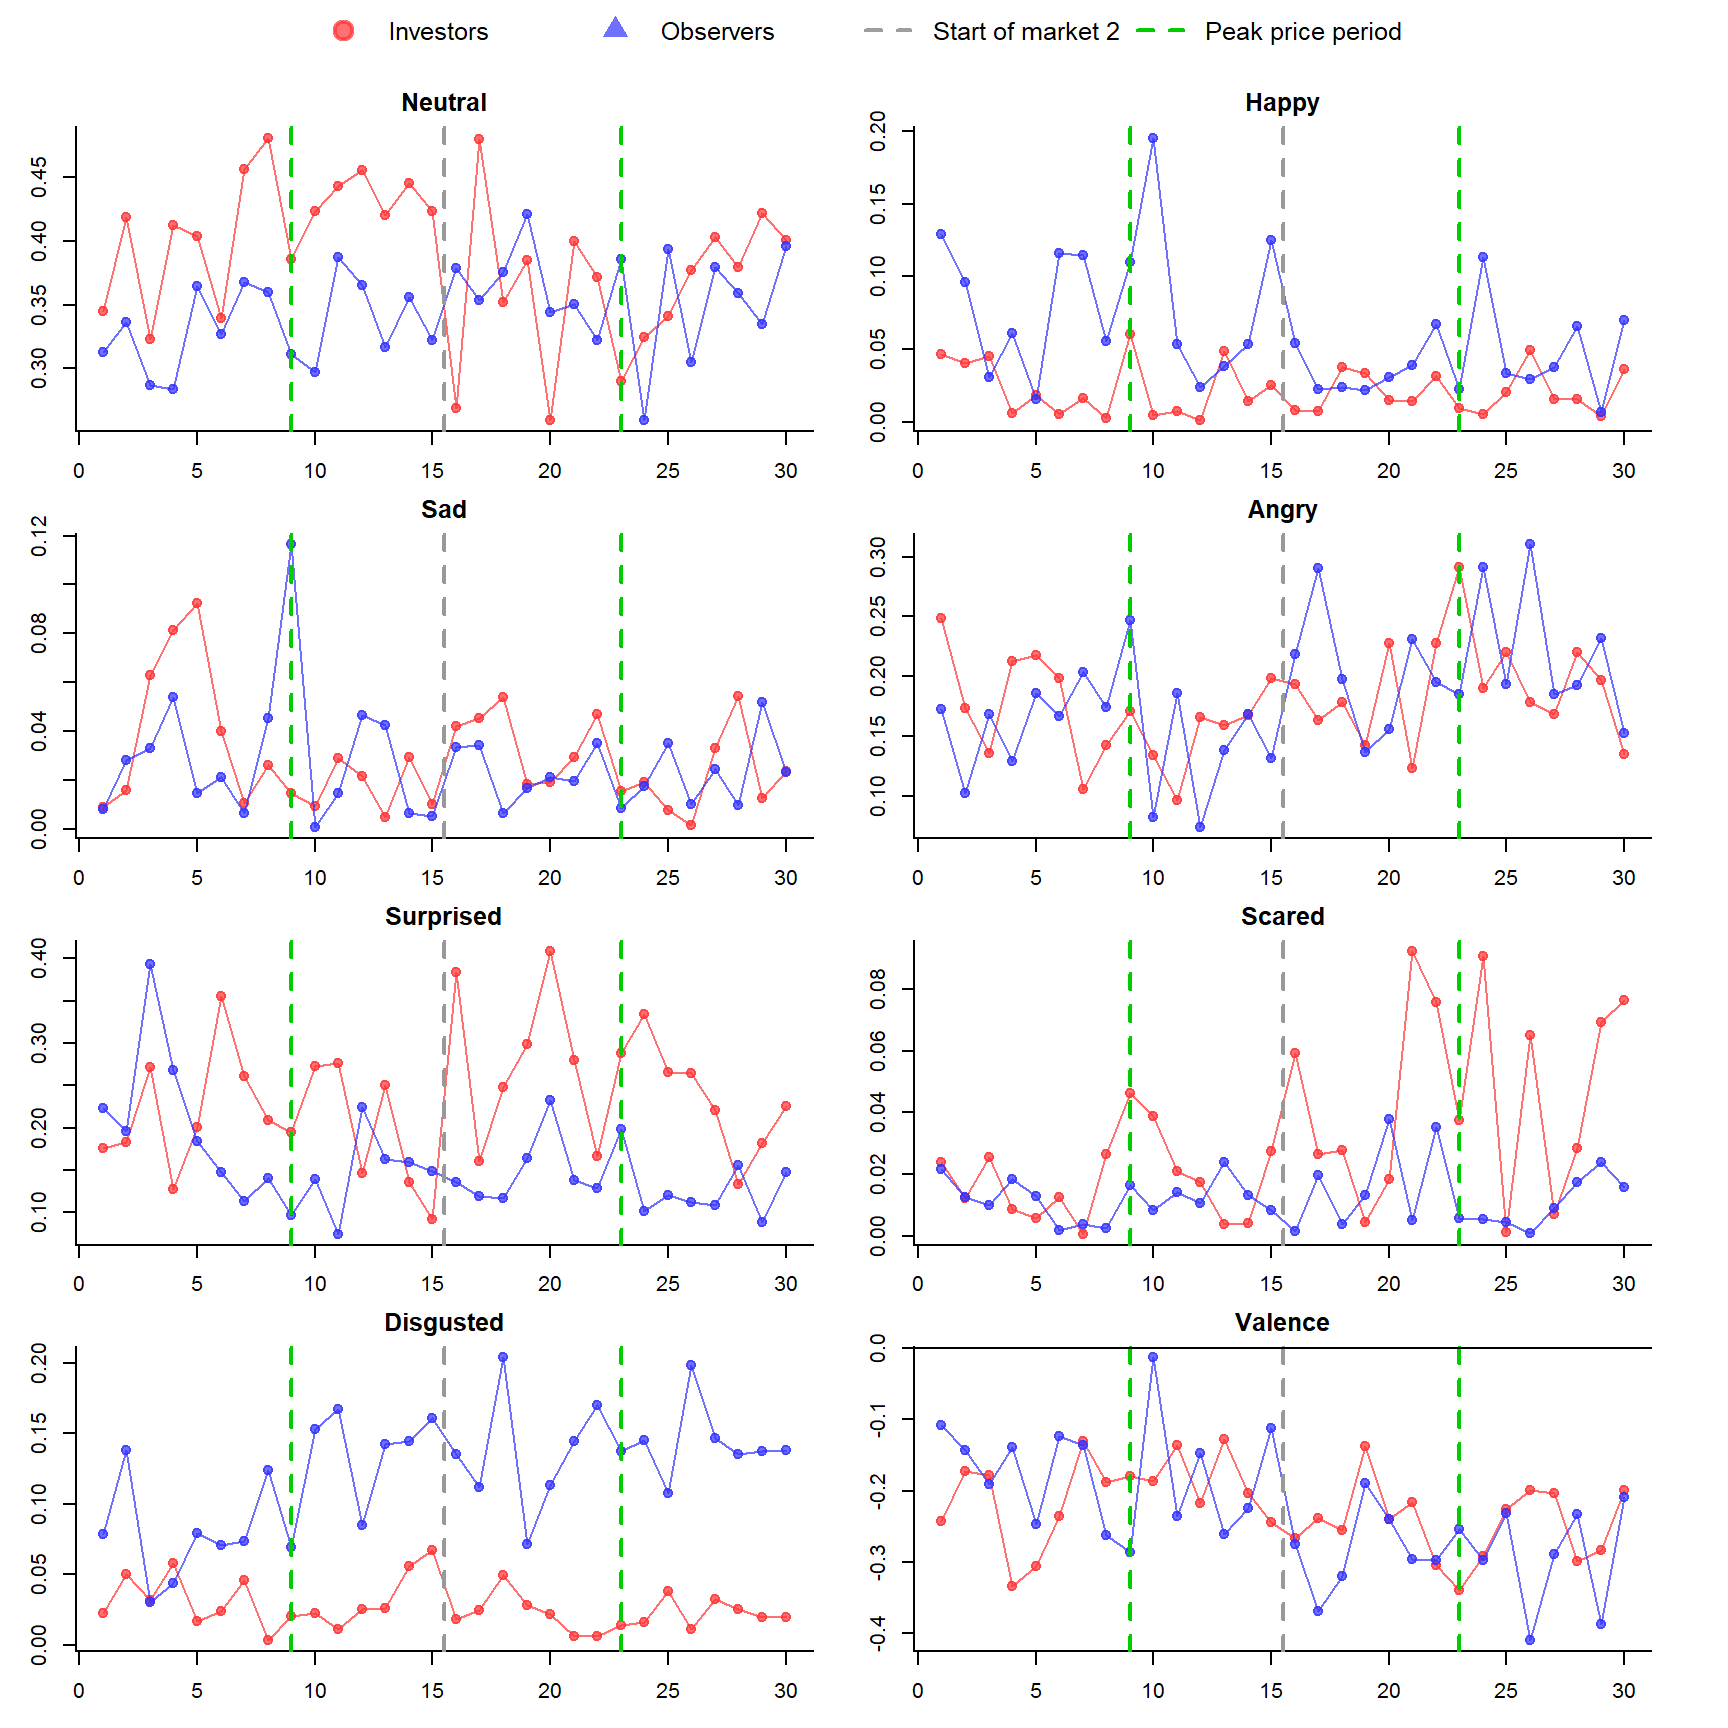 Investors Observers Start of market 2 Peak price period
Neutral Happy
0.30 0.35 0.40 0.45
0 5 10 15 20 25 30
0.00 0.05 0.10 0.15 0.20
0 5 10 15 20 25 30
Sad Angry
0.00 0.04 0.08 0.12
0 5 10 15 20 25 30
0.10 0.15 0.20 0.25 0.30
0 5 10 15 20 25 30
Surprised Scared
0.10 0.20 0.30 0.40
0 5 10 15 20 25 30
0.00 0.02 0.04 0.06 0.08
0 5 10 15 20 25 30
Disgusted Valence
0.00 0.05 0.10 0.15 0.20
0 5 10 15 20 25 30
-0.4 -0.3 -0.2 -0.1 0.0
0 5 10 15 20 25 30